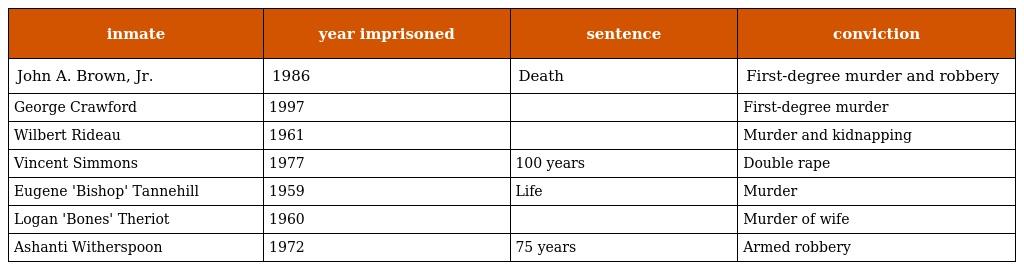 inmate year imprisoned sentence conviction
John A. Brown, Jr. 1986 Death First-degree murder and robbery
George Crawford 1997 First-degree murder
Wilbert Rideau 1961 Murder and kidnapping
Vincent Simmons 1977 100 years Double rape
Eugene 'Bishop' Tannehill 1959 Life Murder
Logan 'Bones' Theriot 1960 Murder of wife
Ashanti Witherspoon 1972 75 years Armed robbery